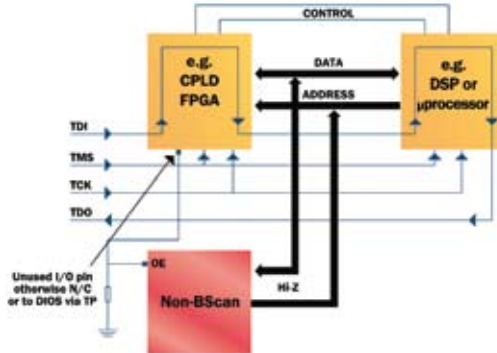 CONTROL
e.g.
CPLD
FPGA
DATA
ADDRESS
e.g.
DSP or
µprocessor
TDI
TMS
TCK
TDO
Unused I/O pin
otherwise N/C
or to DIOS via TP
OE
Non-BScan
Hi-Z